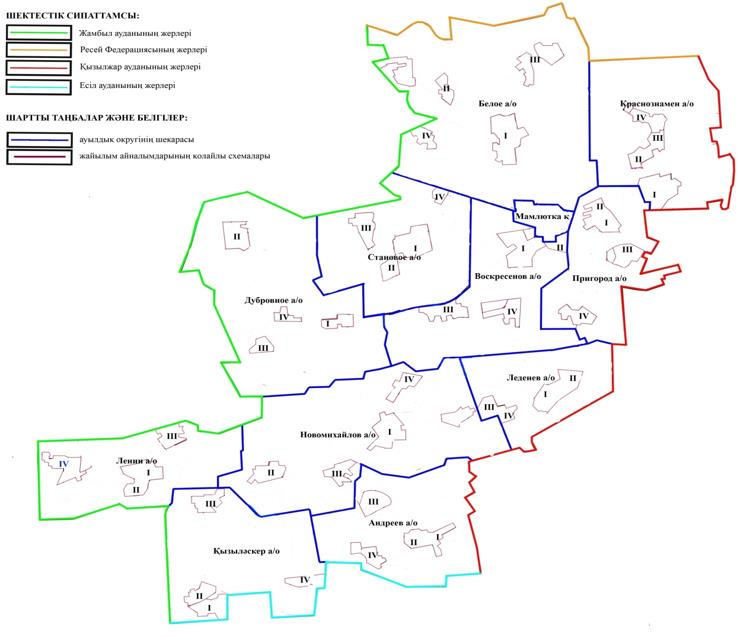 ШЕКТЕСТІК СИПАТТАМСЫ:
Жамбыл ауданының жерлері
Ресей Федерациясының жерлері
Қызылжар ауданының жерлері
Есіл ауданының жерлері
ШАРТТЫ ТАҢБАЛАР ЖӘНЕ БЕЛГІЛЕР:
ауылдық округінің шекарасы
жайылым айналымдарының қолайлы схемалары
III
II
Белое а/о
I
IV
Краснознамен а/о
IV
III
II
I
IV
III
I
Становое а/о
II
Мамлютка қ
I
II
Воскресенов а/о
III
IV
II
I
III
Пригород а/о
IV
II
Дубровное а/о
IV
I
III
Леденев а/о
II
I
III
IV
IV
Новомихайлов а/о
I
II
III
III
Ленин а/о
IV
I
II
III
Қызыләскер а/о
II
I
IV
III
Андреев а/о
II
I
IV